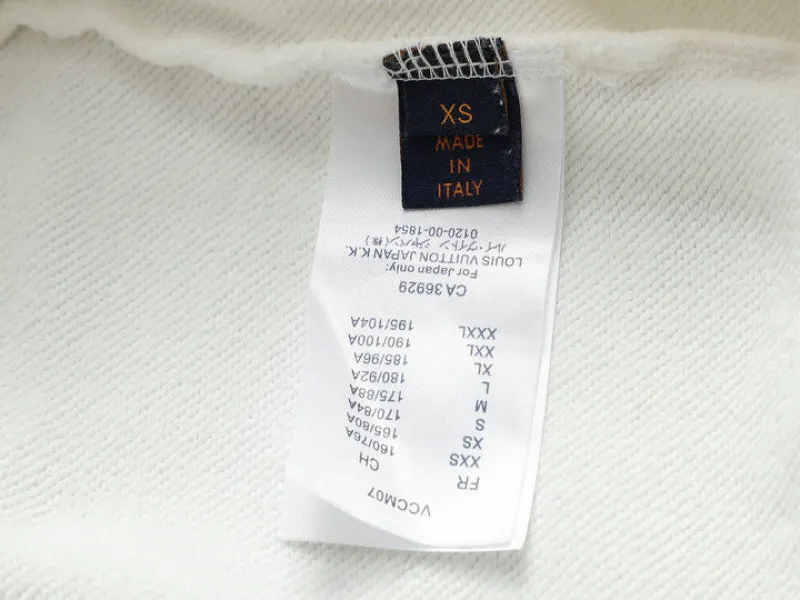 XS
MADE
IN
ITALY
VCCM07
FR CH
XXS 160/76A
XS 165/80A
S 170/84A
M 175/88A
L 180/92A
XL 185/96A
XXL 190/100A
XXXL 195/104A
CA 36929
For Japan only:
LOUIS VUITTON JAPAN K.K.
ルイ・ヴィトン ジャパン(株)
0120-00-1854